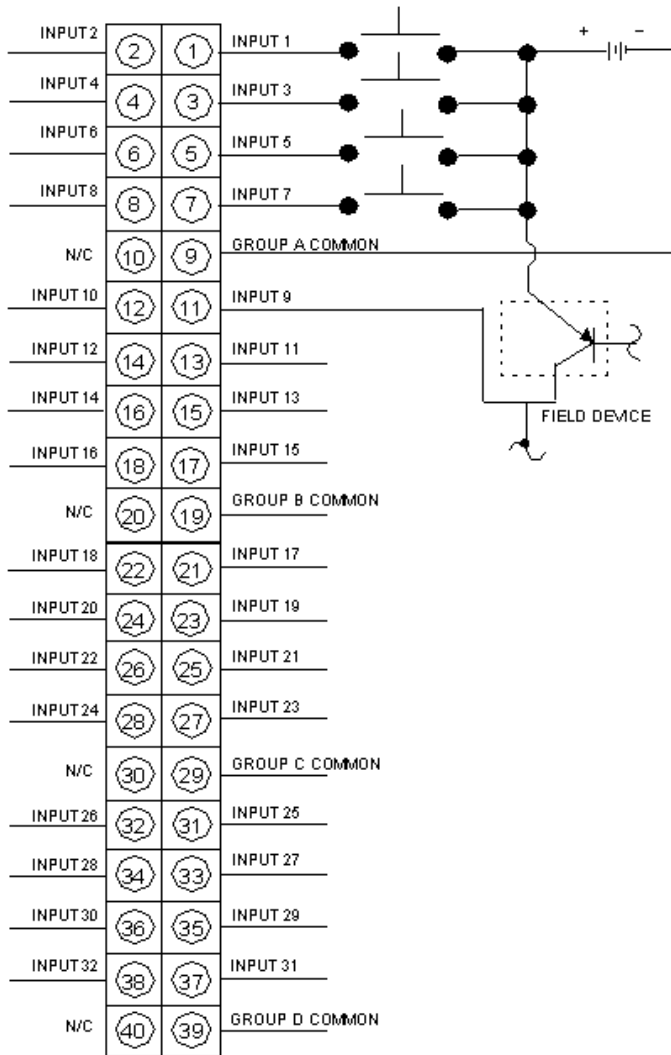 INPUT 2 2 1 INPUT 1 + –
INPUT 4 4 3 INPUT 3
INPUT 6 6 5 INPUT 5
INPUT 8 8 7 INPUT 7
N/C 10 9 GROUP A COMMON
INPUT 10 12 11 INPUT 9
INPUT 12 14 13 INPUT 11
INPUT 14 16 15 INPUT 13
FIELD DEVICE
INPUT 16 18 17 INPUT 15
N/C 20 19 GROUP B COMMON
INPUT 18 22 21 INPUT 17
INPUT 20 24 23 INPUT 19
INPUT 22 26 25 INPUT 21
INPUT 24 28 27 INPUT 23
N/C 30 29 GROUP C COMMON
INPUT 26 32 31 INPUT 25
INPUT 28 34 33 INPUT 27
INPUT 30 36 35 INPUT 29
INPUT 32 38 37 INPUT 31
N/C 40 39 GROUP D COMMON